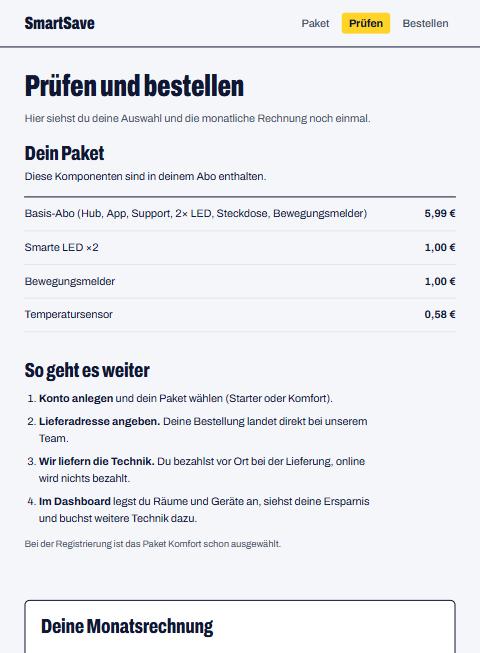 SmartSave
Paket
Prüfen
Bestellen
Prüfen und bestellen
Hier siehst du deine Auswahl und die monatliche Rechnung noch einmal.
Dein Paket
Diese Komponenten sind in deinem Abo enthalten.
Basis-Abo (Hub, App, Support, 2× LED, Steckdose, Bewegungsmelder) 5,99 €
Smarte LED ×2 1,00 €
Bewegungsmelder 1,00 €
Temperatursensor 0,58 €
So geht es weiter
1. Konto anlegen und dein Paket wählen (Starter oder Komfort).
2. Lieferadresse angeben. Deine Bestellung landet direkt bei unserem
Team.
3. Wir liefern die Technik. Du bezahlst vor Ort bei der Lieferung, online
wird nichts bezahlt.
4. Im Dashboard legst du Räume und Geräte an, siehst deine Ersparnis
und buchst weitere Technik dazu.
Bei der Registrierung ist das Paket Komfort schon ausgewählt.
Deine Monatsrechnung